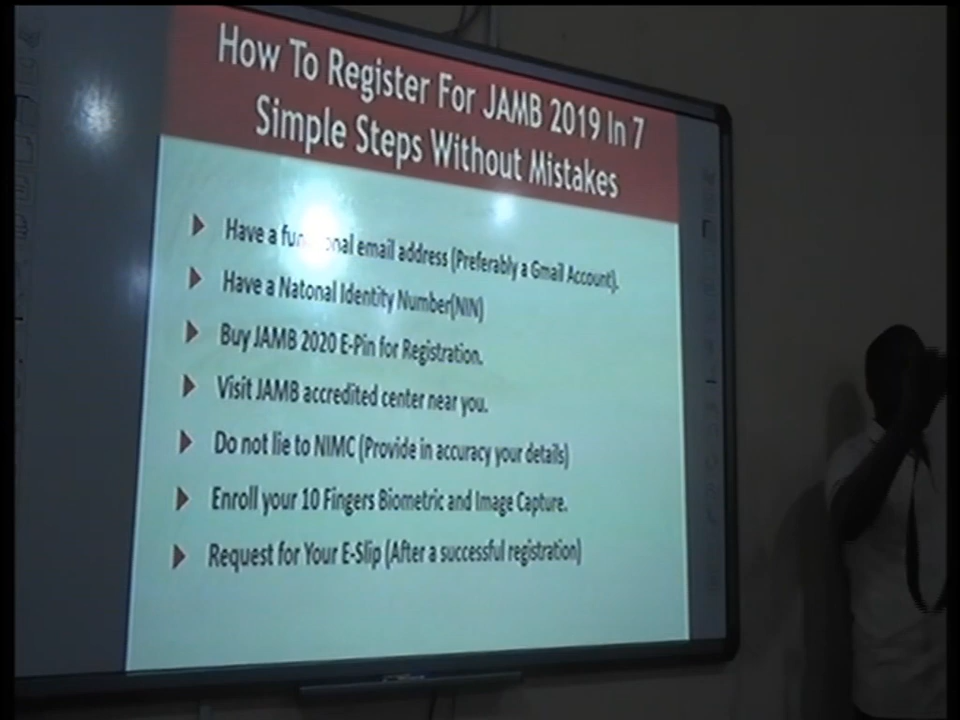 How To Register For JAMB 2019 In 7
Simple Steps Without Mistakes
Have a functional email address (Preferably a Gmail Account).
Have a Natonal Identity Number(NIN)
Buy JAMB 2020 E-Pin for Registration.
Visit JAMB accredited center near you.
Do not lie to NIMC (Provide in accuracy your details)
Enroll your 10 Fingers Biometric and Image Capture.
Request for Your E-Slip (After a successful registration)